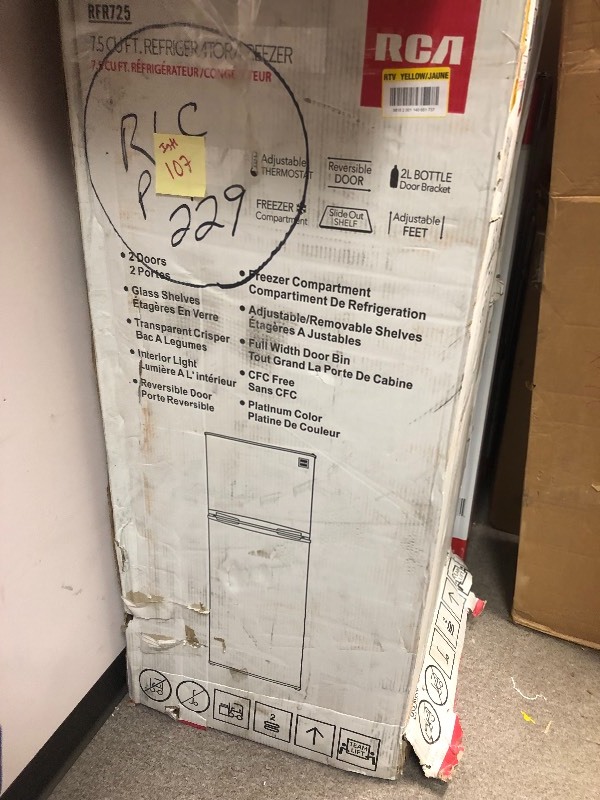 RFR725
7.5 CU FT. REFRIGERATOR/FREEZER
7.5 CU FT. RÉFRIGÉRATEUR/CONGÉLATEUR
RCA
RTV YELLOW/JAUNE
R/C
Instt
107
P
229
Adjustable
THERMOSTAT
Reversible
DOOR
2L BOTTLE
Door Bracket
FREEZER
Compartment
Slide Out
SHELF
Adjustable
FEET
• 2 Doors
2 Portes
• Glass Shelves
Étagères En Verre
• Transparent Crisper
Bac A Legumes
• Interior Light
Lumière A L' intérieur
• Reversible Door
Porte Reversible
• Freezer Compartment
Compartiment De Refrigeration
• Adjustable/Removable Shelves
Étagères A Justables
• Full Width Door Bin
Tout Grand La Porte De Cabine
• CFC Free
Sans CFC
• Platinum Color
Platine De Couleur
2
TEAM
LIFT